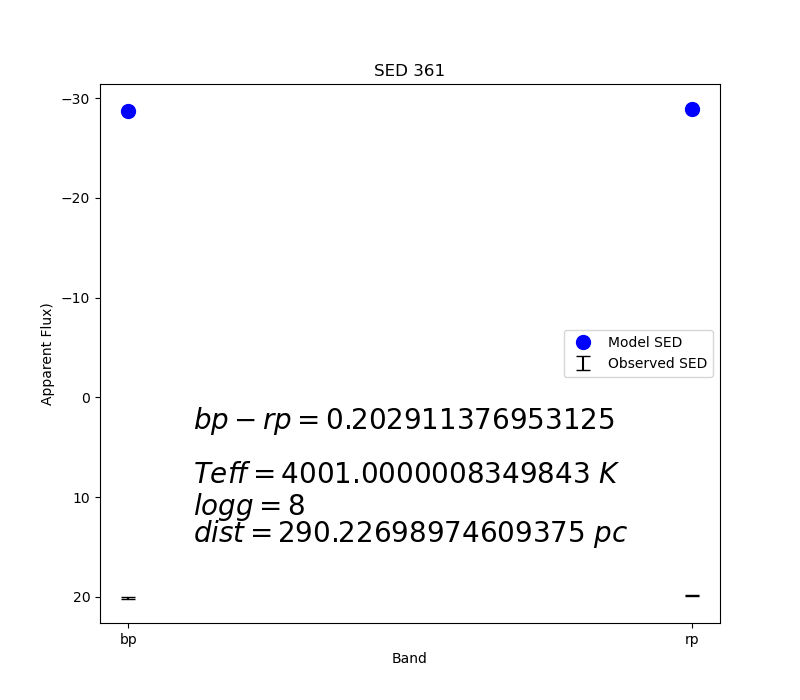 SED 361
Apparent Flux)
−30
−20
−10
0
10
20
Model SED
Observed SED
bp − rp = 0.202911376953125
Teff = 4001.0000008349843 K
logg = 8
dist = 290.22698974609375 pc
bp
rp
Band